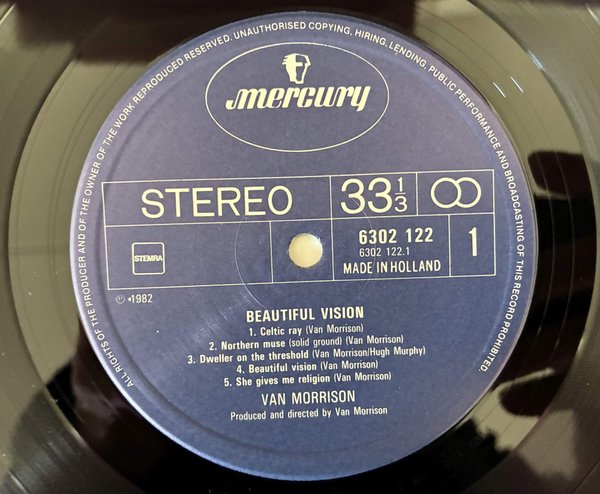 ALL RIGHTS OF THE PRODUCER AND OF THE OWNER OF THE WORK REPRODUCED RESERVED. UNAUTHORISED COPYING, HIRING, LENDING, PUBLIC PERFORMANCE AND BROADCASTING OF THIS RECORD PROHIBITED.
mercury
STEREO
33 1/3
6302 122
6302 122.1
MADE IN HOLLAND
1
STEMRA
℗ • 1982
BEAUTIFUL VISION
1. Celtic ray (Van Morrison)
2. Northern muse (solid ground) (Van Morrison)
3. Dweller on the threshold (Van Morrison/Hugh Murphy)
4. Beautiful vision (Van Morrison)
5. She gives me religion (Van Morrison)
VAN MORRISON
Produced and directed by Van Morrison